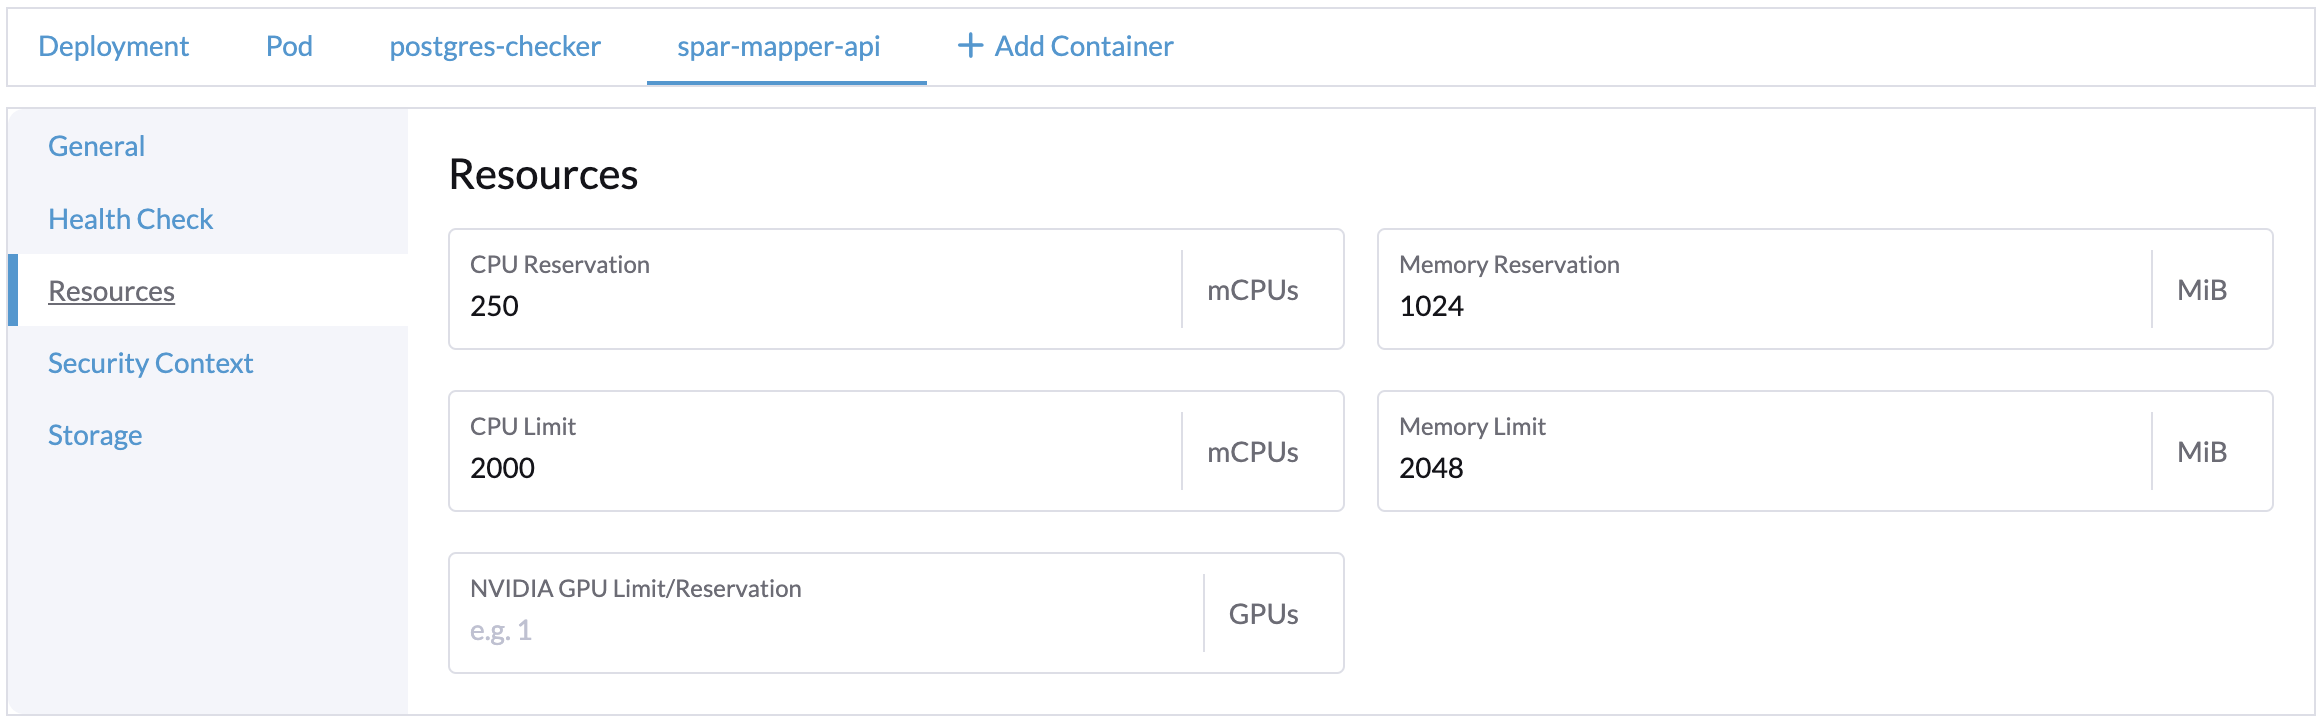 Deployment Pod postgres-checker spar-mapper-api + Add Container
General
Health Check
Resources
Security Context
Storage
Resources
CPU Reservation
250
mCPUs
Memory Reservation
1024
MiB
CPU Limit
2000
mCPUs
Memory Limit
2048
MiB
NVIDIA GPU Limit/Reservation
e.g. 1
GPUs